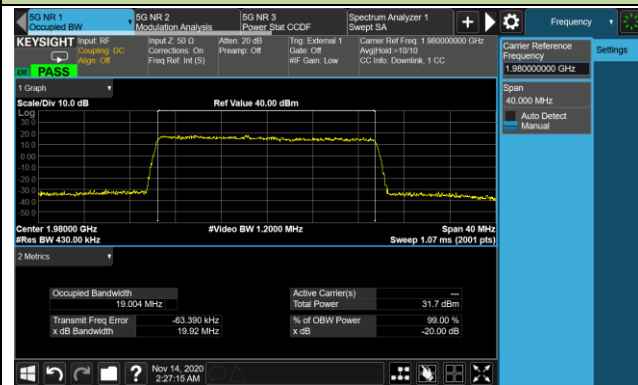 5G NR 1
Occupied BW
5G NR 2
Modulation Analysis
5G NR 3
Power Stat CCDF
Spectrum Analyzer 1
Swept SA
Frequency
KEYSIGHT
Input: RF
Coupling: DC
Align: Off
Input Z: 50 Ω
Corrections: On
Freq Ref: Int (S)
Atten: 20 dB
Preamp: Off
Trig: External 1
Gate: Off
#IF Gain: Low
Carrier Ref Freq: 1.980000000 GHz
Avg|Hold:>10/10
CC Info: Downlink, 1 CC
LXI
PASS
Carrier Reference
Frequency
1.980000000 GHz
Settings
Span
40.000 MHz
Auto Detect
Manual
1 Graph
Scale/Div 10.0 dB
Ref Value 40.00 dBm
Log
30.0
20.0
10.0
0.00
-10.0
-20.0
-30.0
-40.0
-50.0
Center 1.98000 GHz
#Video BW 1.2000 MHz
Span 40 MHz
#Res BW 430.00 kHz
Sweep 1.07 ms (2001 pts)
2 Metrics
Occupied Bandwidth
19.004 MHz
Active Carrier(s)
---
Total Power
31.7 dBm
Transmit Freq Error
-63.390 kHz
% of OBW Power
99.00 %
x dB Bandwidth
19.92 MHz
x dB
-20.00 dB
?
Nov 14, 2020
2:27:15 AM